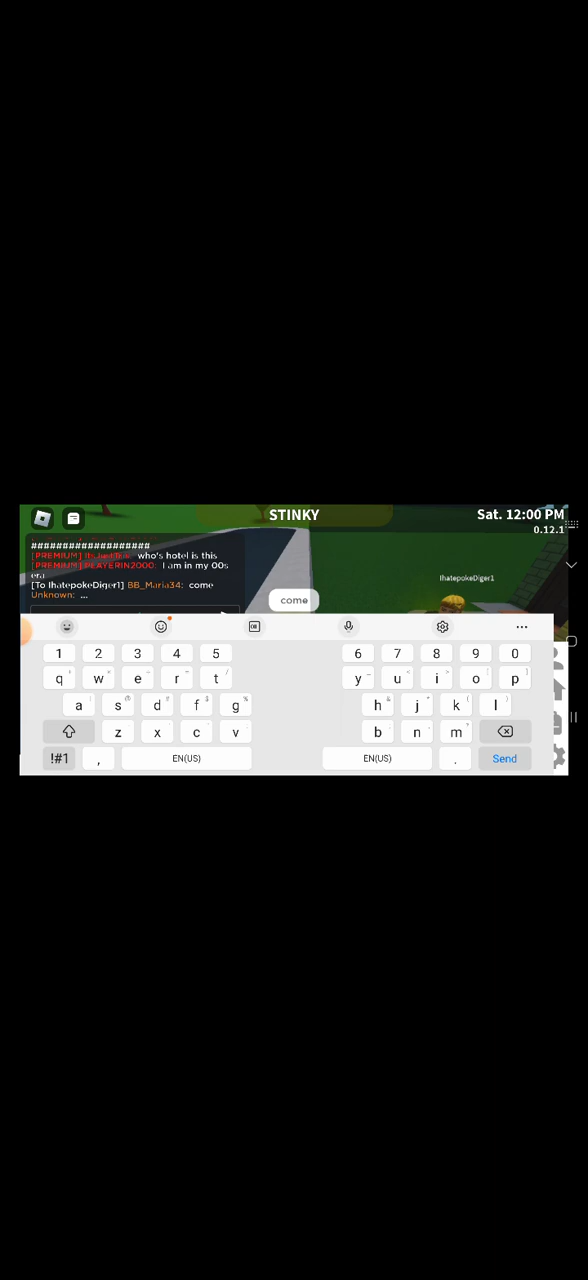 STINKY
Sat. 12:00 PM
0.12.1
###################
[PREMIUM] who's hotel is this
[PREMIUM] PLAYERIN2000: I am in my 00s
era
[To IhatepokeDiger1] BB_Maria34: come
Unknown: ...
come
IhatepokeDiger1
1 2 3 4 5 6 7 8 9 0
q w e r t y u i o p
a s d f g h j k l
z x c v b n m
!#1 , EN(US) EN(US) . Send